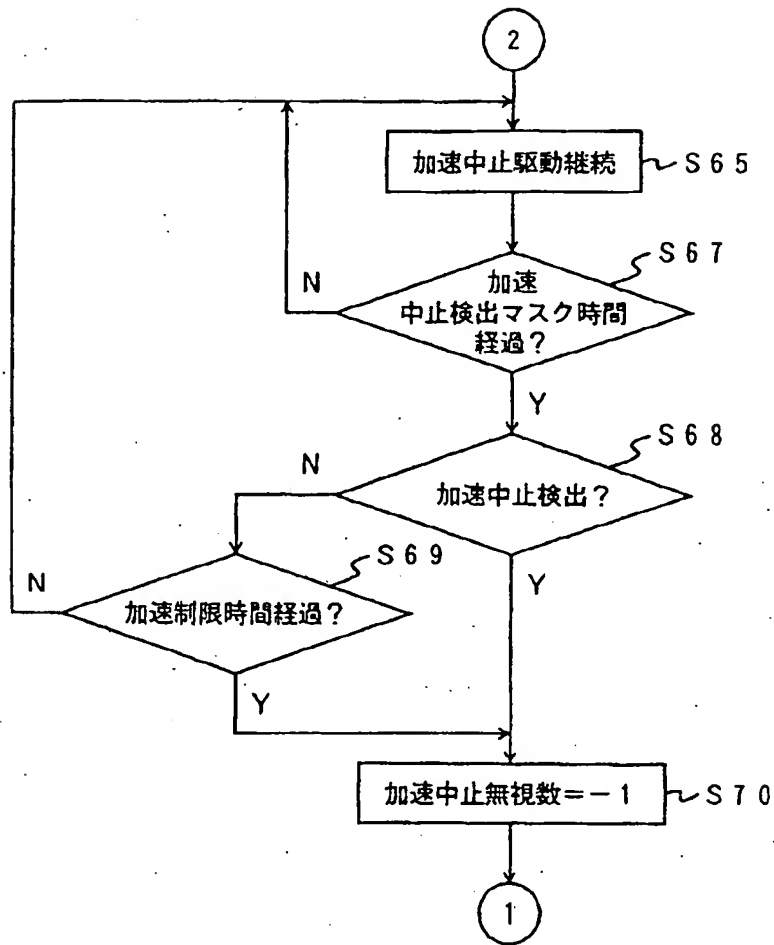 2
加速中止駆動継続
S65
S67
N
加速
中止検出マスク時間
経過?
Y
S68
N
加速中止検出?
S69
N
Y
加速制限時間経過?
Y
加速中止無視数=-1
S70
1